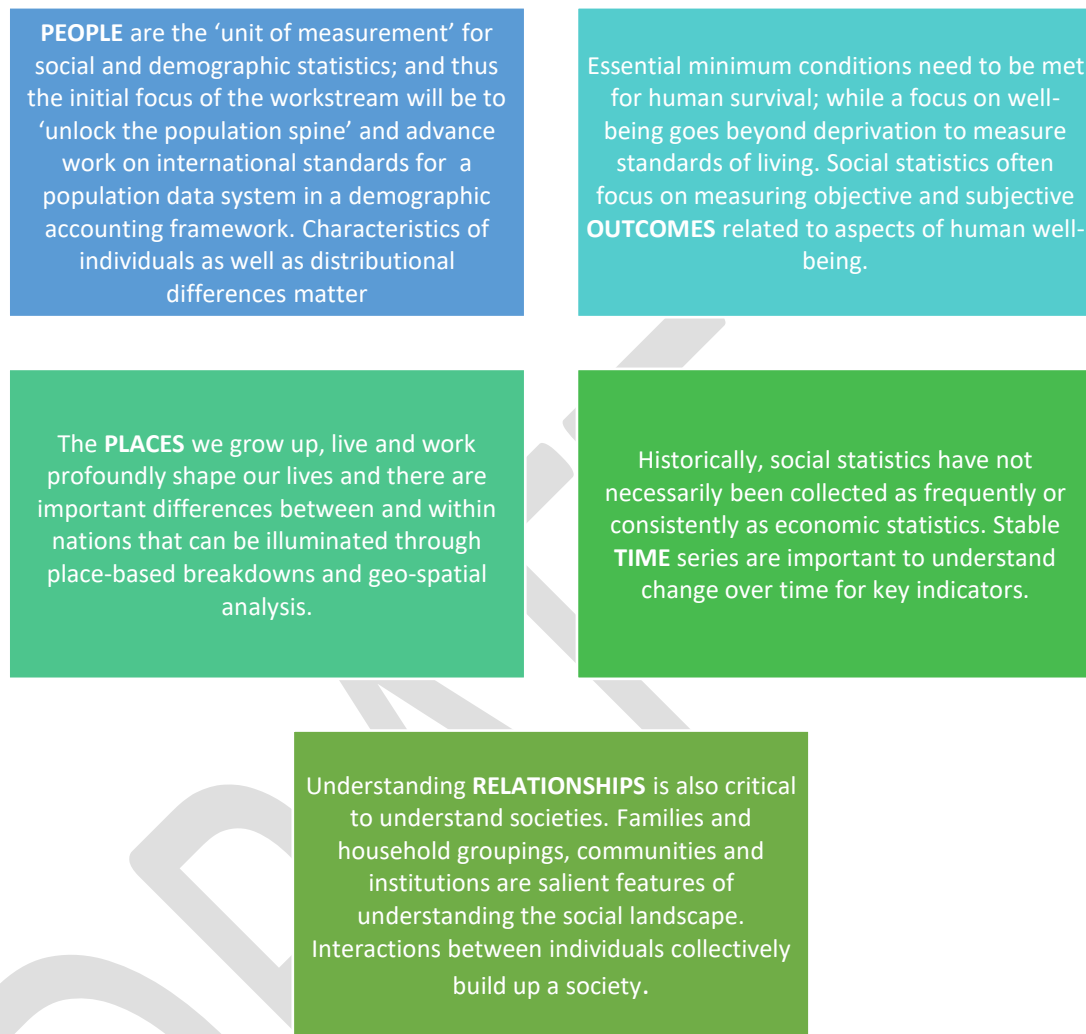 PEOPLE are the ‘unit of measurement’ for
social and demographic statistics; and thus
the initial focus of the workstream will be to
‘unlock the population spine’ and advance
work on international standards for a
population data system in a demographic
accounting framework. Characteristics of
individuals as well as distributional
differences matter
Essential minimum conditions need to be met
for human survival; while a focus on well-
being goes beyond deprivation to measure
standards of living. Social statistics often
focus on measuring objective and subjective
OUTCOMES related to aspects of human well-
being.
The PLACES we grow up, live and work
profoundly shape our lives and there are
important differences between and within
nations that can be illuminated through
place-based breakdowns and geo-spatial
analysis.
Historically, social statistics have not
necessarily been collected as frequently or
consistently as economic statistics. Stable
TIME series are important to understand
change over time for key indicators.
Understanding RELATIONSHIPS is also critical
to understand societies. Families and
household groupings, communities and
institutions are salient features of
understanding the social landscape.
Interactions between individuals collectively
build up a society.